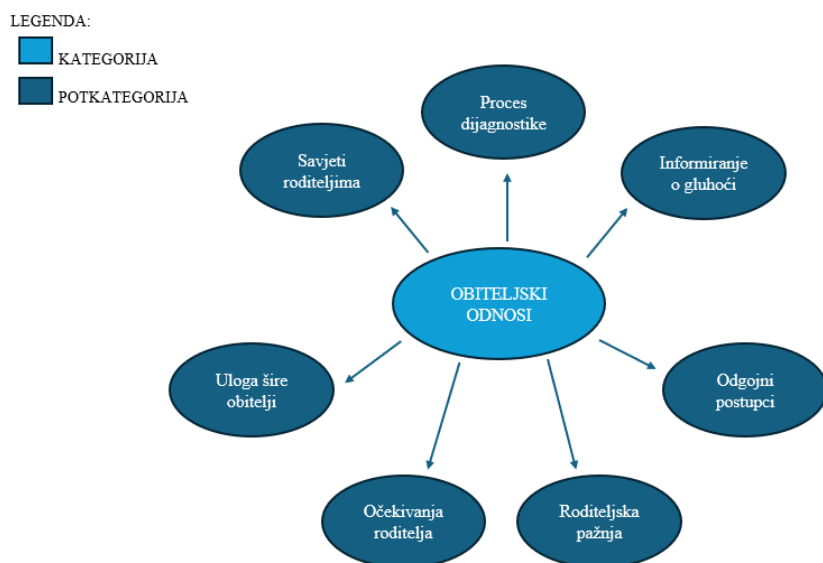 LEGENDA:
KATEGORIJA
POTKATEGORIJA
Proces
dijagnostike
Savjeti
roditeljima
Informiranje
o gluhoći
OBITELJSKI
ODNOSI
Uloga šire
obitelji
Odgojni
postupci
Očekivanja
roditelja
Roditeljska
pažnja